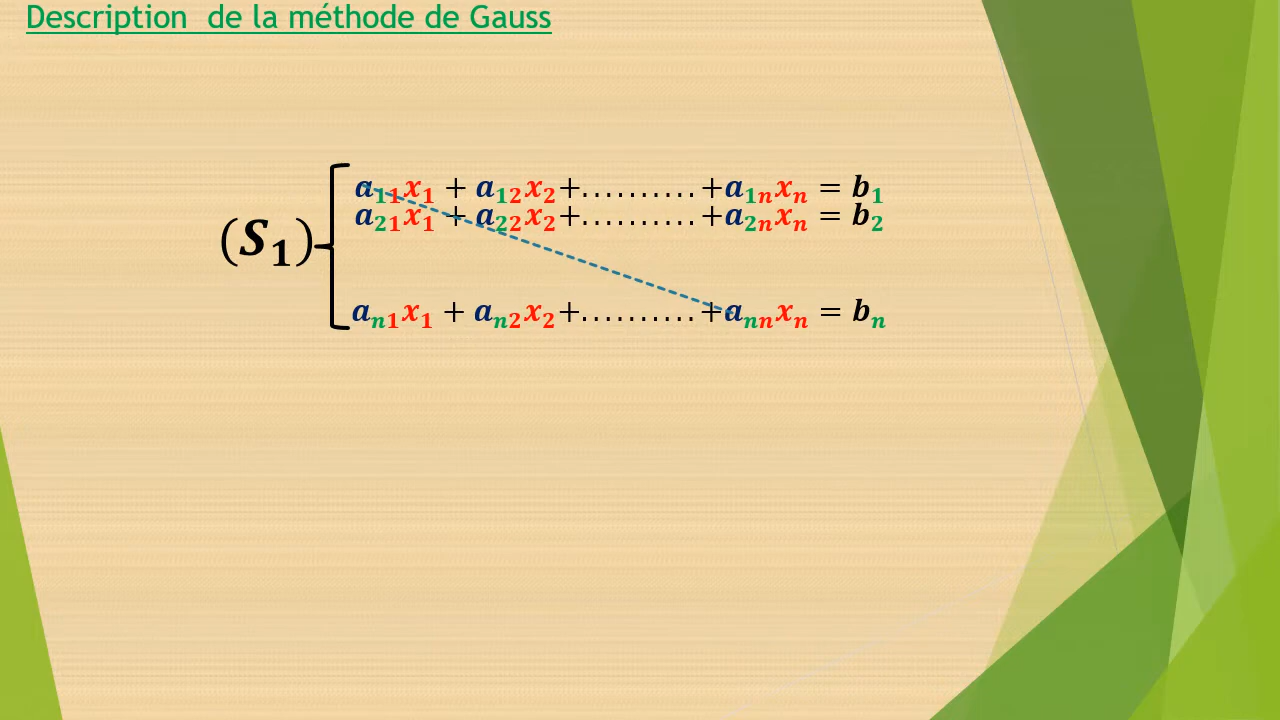 Description de la méthode de Gauss
a₁₁x₁ + a₁₂x₂+..........+a₁ₙxₙ = b₁
a₂₁x₁ + a₂₂x₂+..........+a₂ₙxₙ = b₂
(S₁)
aₙ₁x₁ + aₙ₂x₂+..........+aₙₙxₙ = bₙ